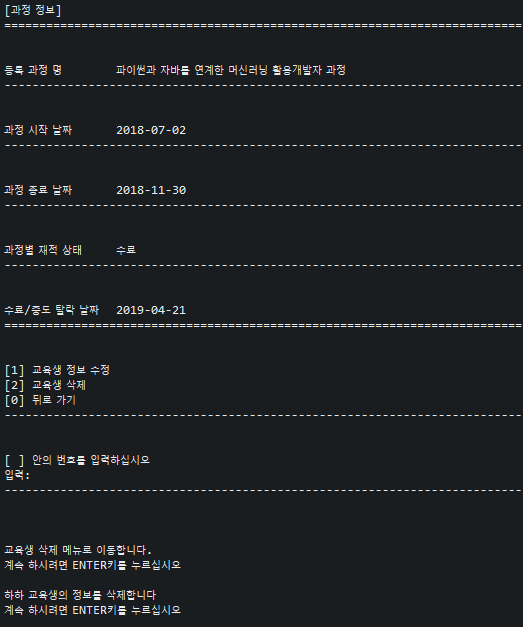 [과정 정보]
==========================================================================
등록 과정 명 파이썬과 자바를 연계한 머신러닝 활용개발자 과정
--------------------------------------------------------------------------
과정 시작 날짜 2018-07-02
--------------------------------------------------------------------------
과정 종료 날짜 2018-11-30
--------------------------------------------------------------------------
과정별 재적 상태 수료
--------------------------------------------------------------------------
수료/중도 탈락 날짜 2019-04-21
==========================================================================
[1] 교육생 정보 수정
[2] 교육생 삭제
[0] 뒤로 가기
--------------------------------------------------------------------------
[ ] 안의 번호를 입력하십시오
입력:
--------------------------------------------------------------------------
교육생 삭제 메뉴로 이동합니다.
계속 하시려면 ENTER키를 누르십시오
하하 교육생의 정보를 삭제합니다
계속 하시려면 ENTER키를 누르십시오